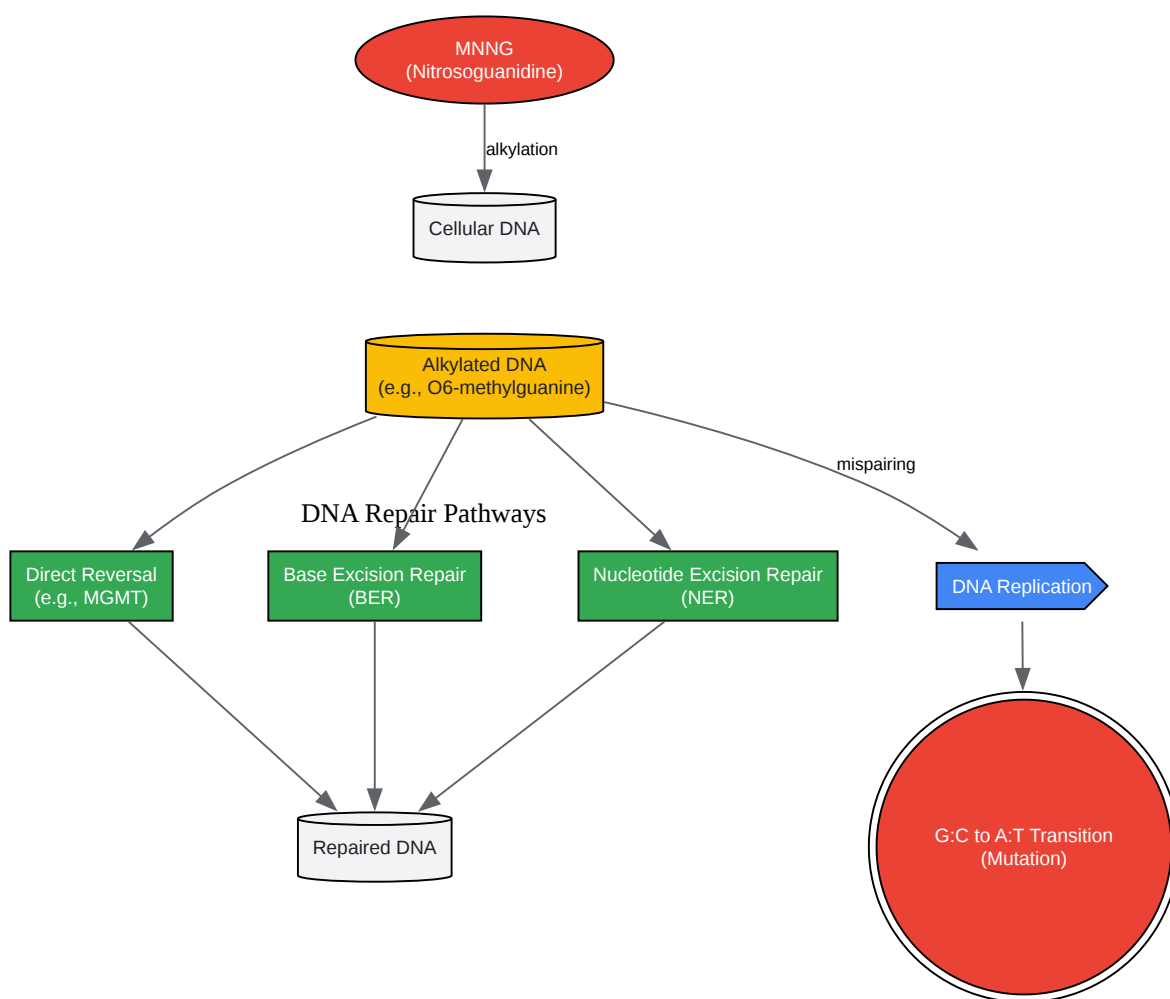 MNNG
(Nitrosoguanidine)
alkylation
Cellular DNA
Alkylated DNA
(e.g., O6-methylguanine)
mispairing
DNA Repair Pathways
Direct Reversal
(e.g., MGMT)
Base Excision Repair
(BER)
Nucleotide Excision Repair
(NER)
DNA Replication
Repaired DNA
G:C to A:T Transition
(Mutation)